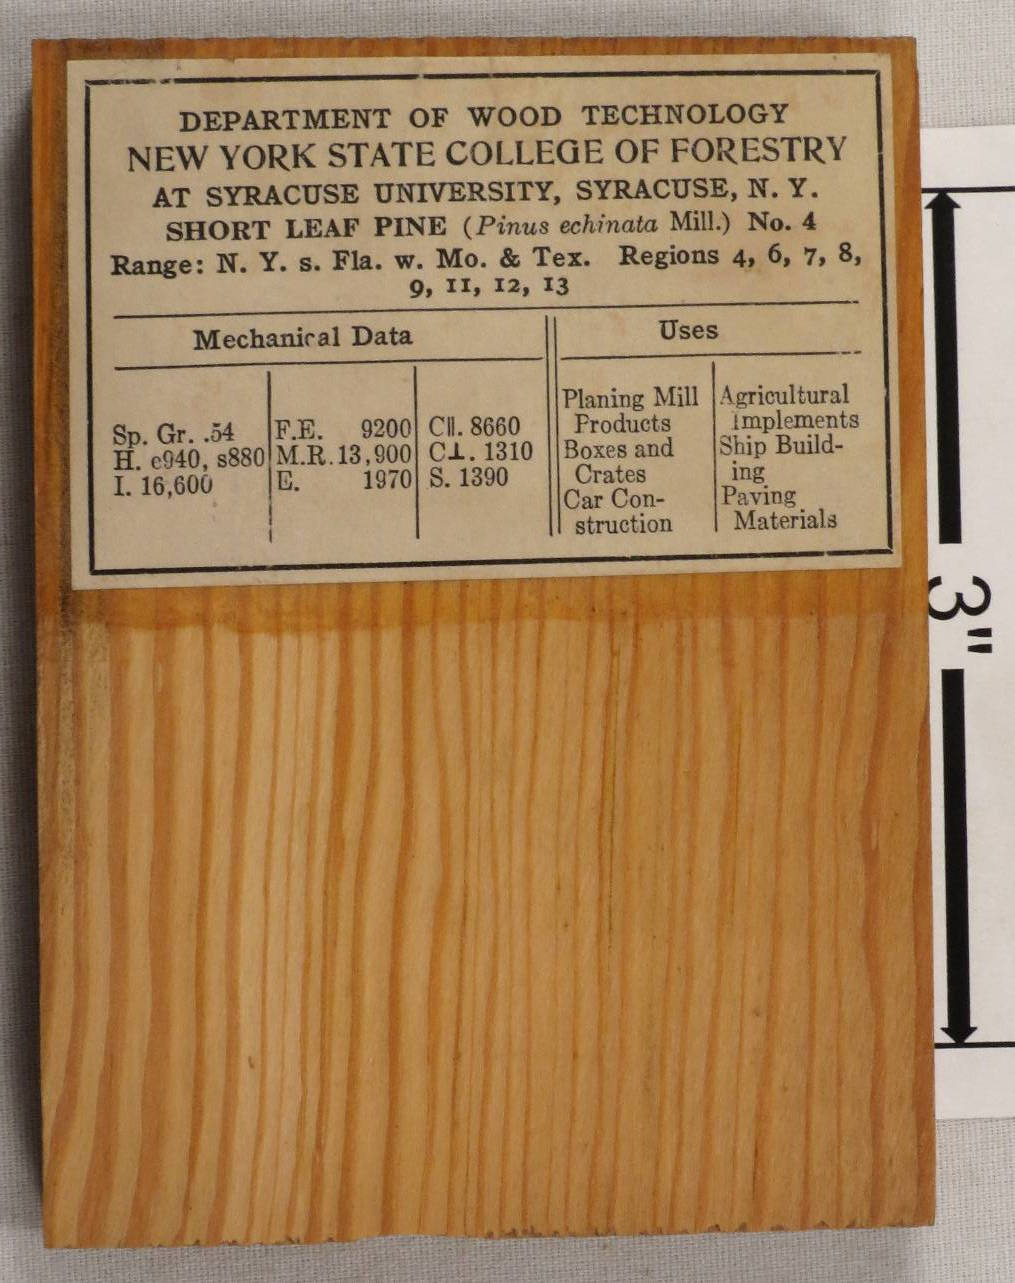 DEPARTMENT OF WOOD TECHNOLOGY
NEW YORK STATE COLLEGE OF FORESTRY
AT SYRACUSE UNIVERSITY, SYRACUSE, N. Y.
SHORT LEAF PINE (Pinus echinata Mill.) No. 4
Range: N. Y. s. Fla. w. Mo. & Tex. Regions 4, 6, 7, 8,
9, 11, 12, 13
Mechanical Data
Sp. Gr. .54
H. e940, s880
I. 16,600
F.E. 9200
M.R. 13,900
E. 1970
C||. 8660
C⊥. 1310
S. 1390
Uses
Planing Mill
Products
Boxes and
Crates
Car Con-
struction
Agricultural
Implements
Ship Build-
ing
Paving
Materials
3"